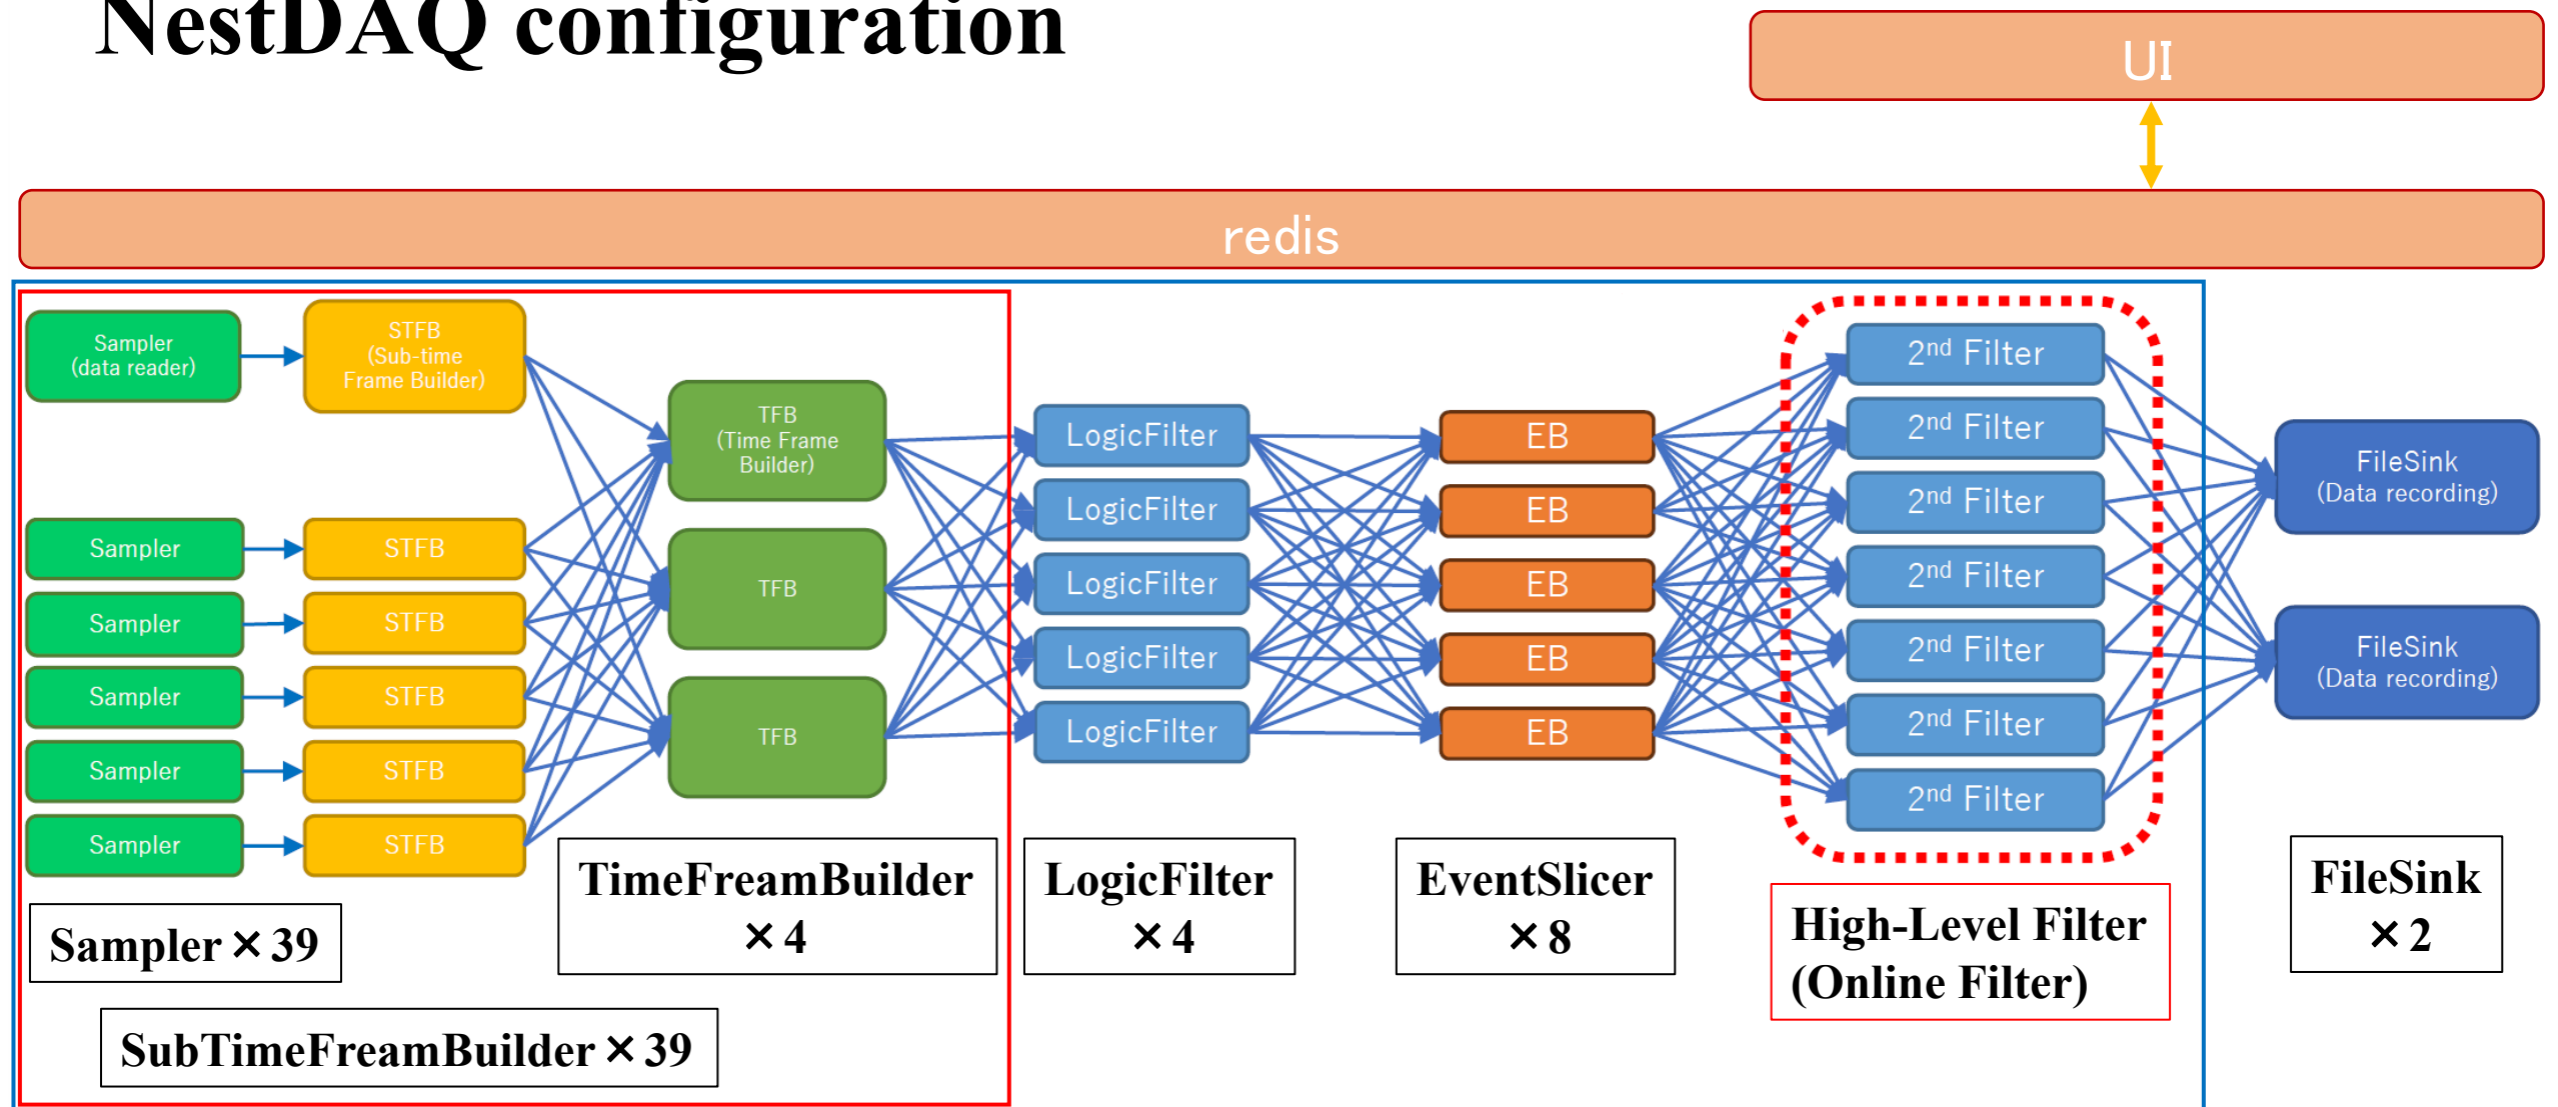 NestDAQ configuration
UI
redis
Sampler
(data reader)
STFB
(Sub-time
Frame Builder)
Sampler
STFB
Sampler
STFB
Sampler
STFB
Sampler
STFB
Sampler
STFB
TFB
(Time Frame
Builder)
TFB
TFB
LogicFilter
LogicFilter
LogicFilter
LogicFilter
LogicFilter
EB
EB
EB
EB
EB
2nd Filter
2nd Filter
2nd Filter
2nd Filter
2nd Filter
2nd Filter
2nd Filter
FileSink
(Data recording)
FileSink
(Data recording)
Sampler × 39
SubTimeFreamBuilder × 39
TimeFreamBuilder
× 4
LogicFilter
× 4
EventSlicer
× 8
High-Level Filter
(Online Filter)
FileSink
× 2